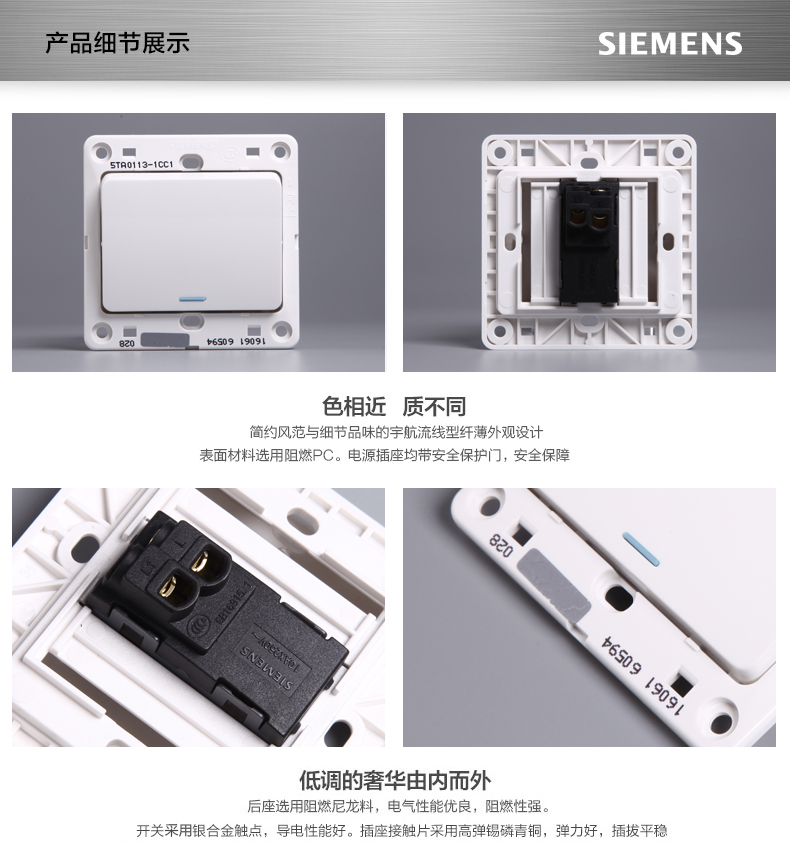 产品细节展示
SIEMENS
5TA0113-1CC1
028
60594
16061
色相近 质不同
简约风范与细节品味的宇航流线型纤薄外观设计
表面材料选用阻燃PC。电源插座均带安全保护门，安全保障
L1
L
CCC
SIEMENS
028
16061 60594
低调的奢华由内而外
后座选用阻燃尼龙料，电气性能优良，阻燃性强。
开关采用银合金触点，导电性能好。插座接触片采用高弹锡磷青铜，弹力好，插拔平稳